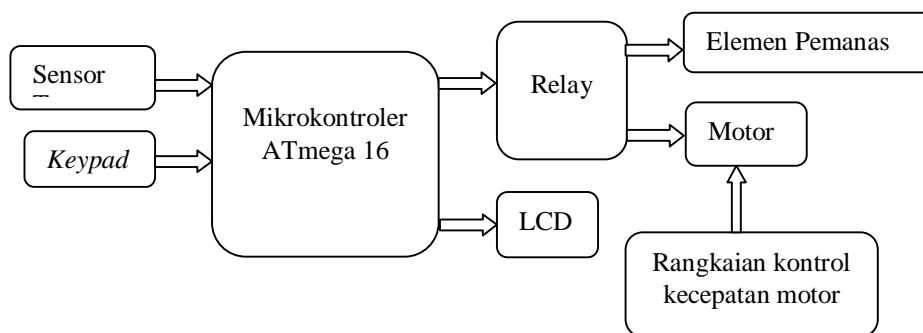 Sensor
Keypad
Mikrokontroler
ATmega 16
Relay
LCD
Elemen Pemanas
Motor
Rangkaian kontrol
kecepatan motor